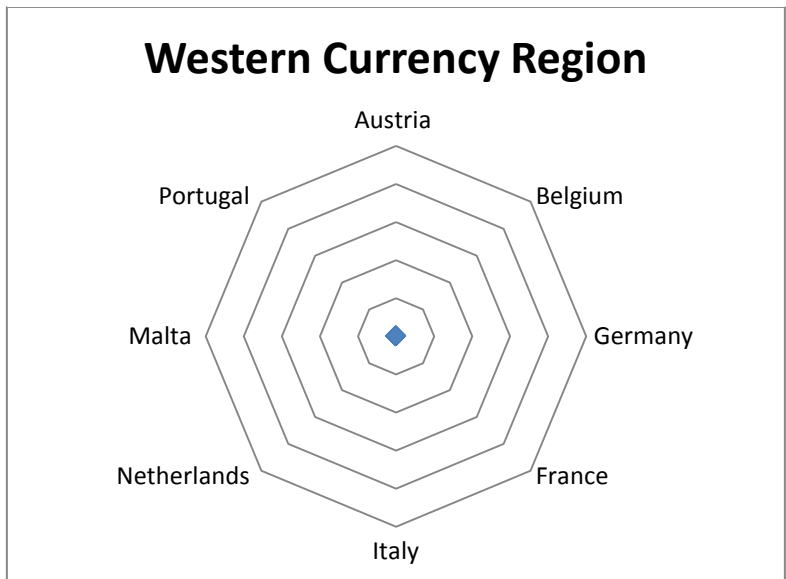 Western Currency Region
Austria
Portugal
Belgium
Malta
Germany
Netherlands
France
Italy